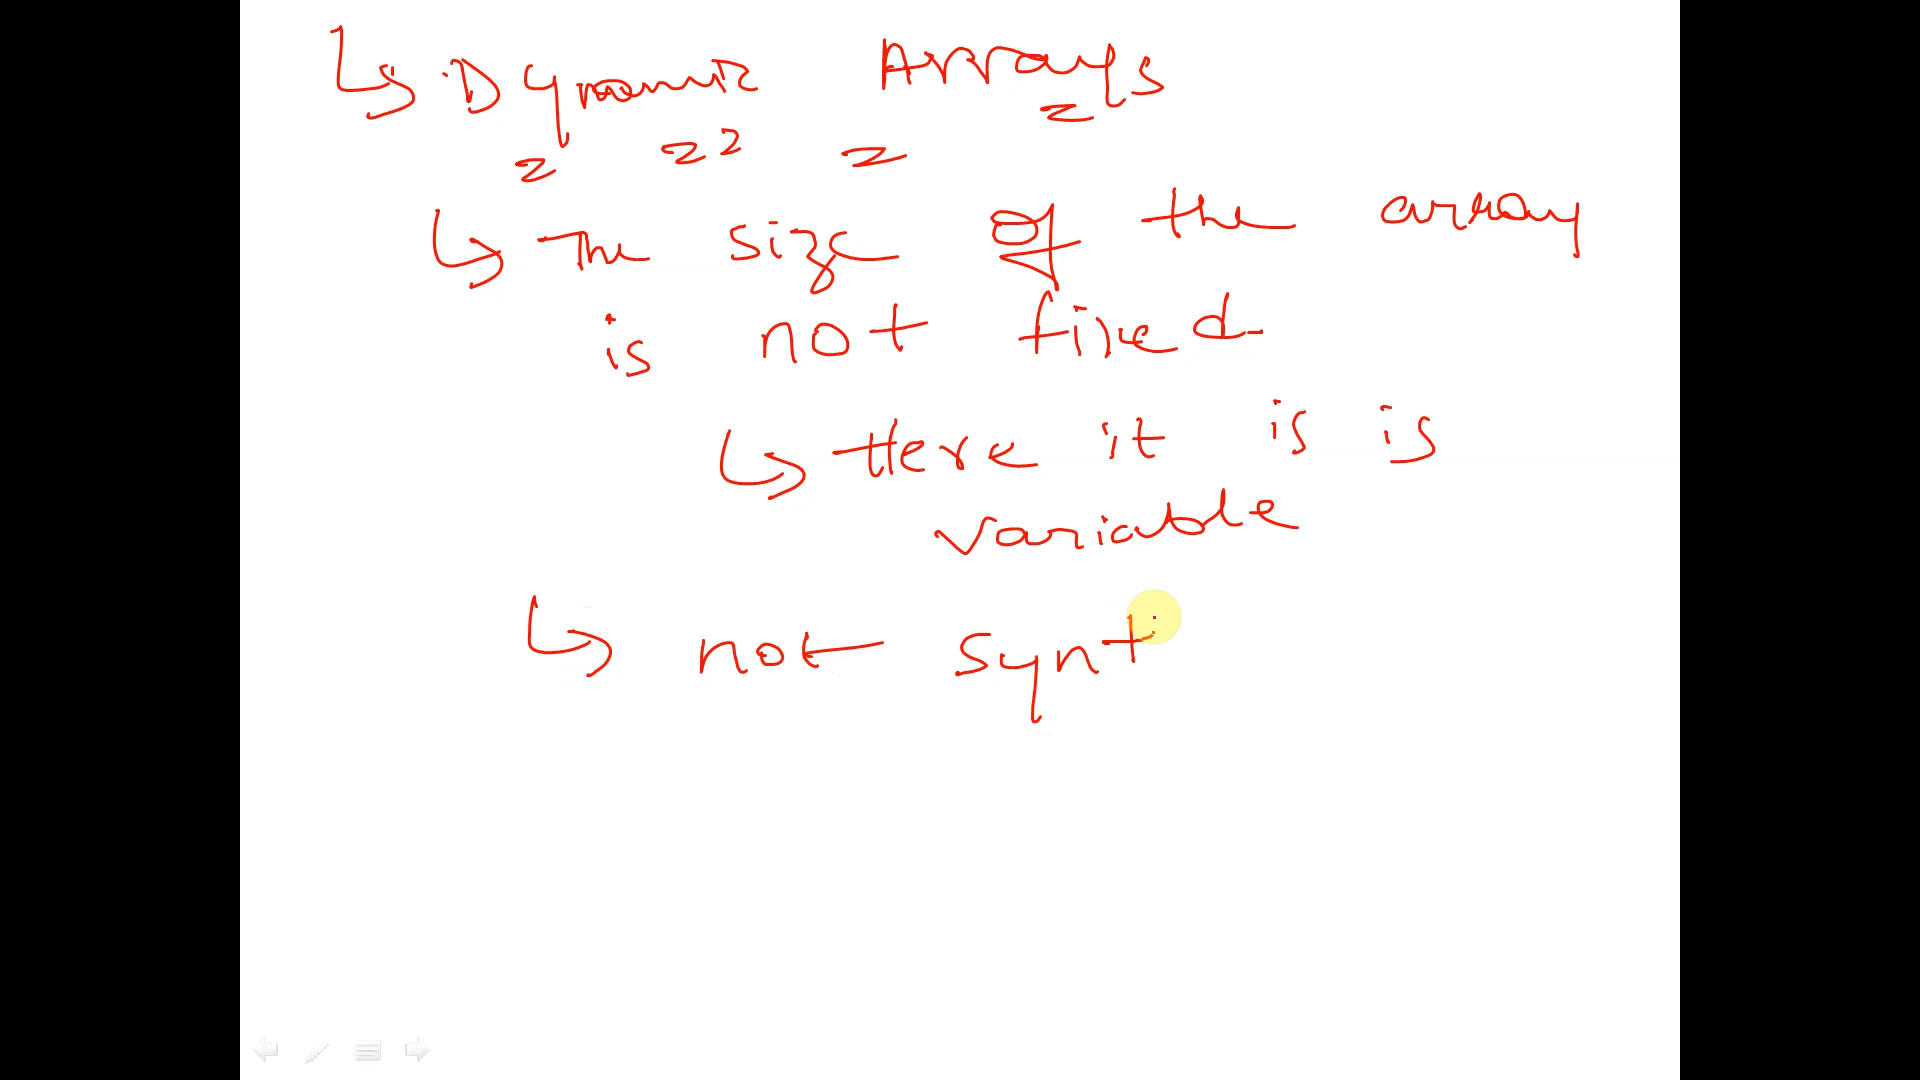 Dynamic Arrays
The size of the array
is not fixed
Here it is is
variable
not synt